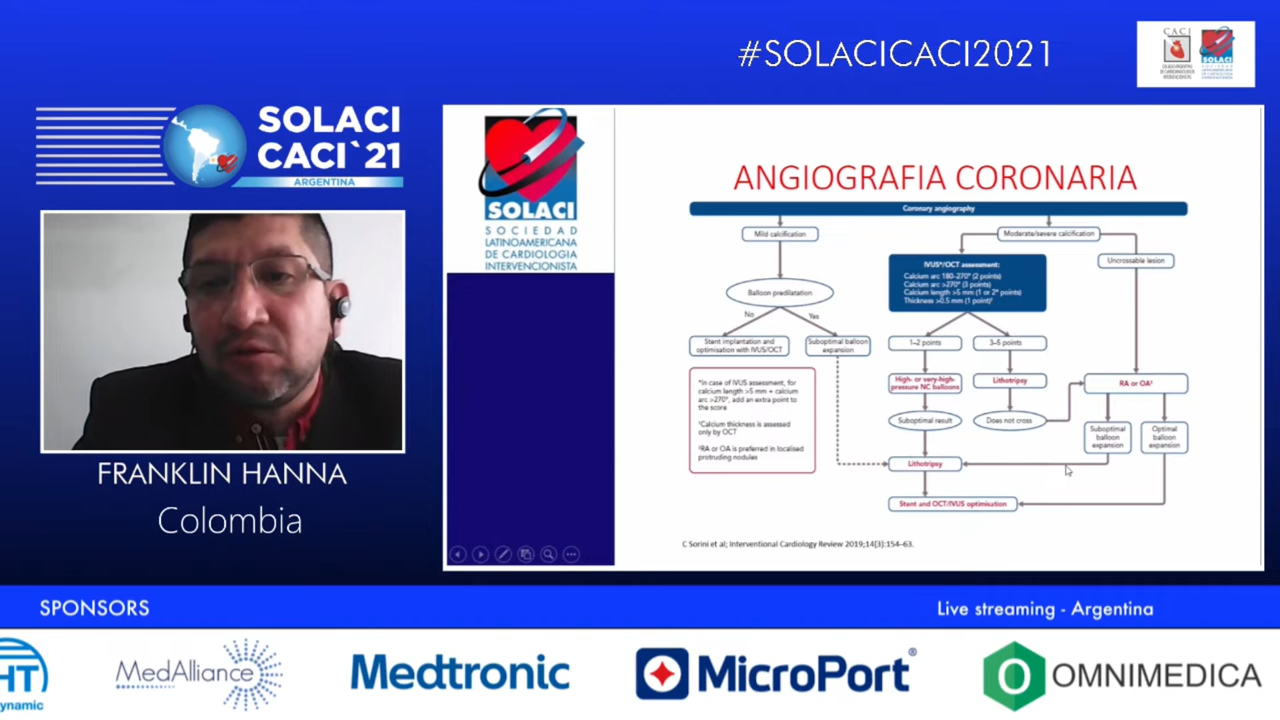 #SOLACICACI2021
CACI
SOLACI
SOLACI
CACI`21
ARGENTINA
FRANKLIN HANNA
Colombia
SOLACI
SOCIEDAD
LATINOAMERICANA
DE CARDIOLOGIA
INTERVENCIONISTA
ANGIOGRAFIA CORONARIA
Coronary angiography
Mild calcification
Moderate/severe calcification
Uncrossable lesion
IVUS*/OCT assessment:
Calcium arc 180–270° (2 points)
Calcium arc >270° (3 points)
Calcium length >5 mm (1 or 2* points)
Thickness >0.5 mm (1 point)†
Balloon predilatation
No
Yes
Stent implantation and
optimisation with IVUS/OCT
Suboptimal balloon
expansion
1–2 points
3–5 points
High- or very-high-
pressure NC balloons
Lithotripsy
RA or OA‡
Suboptimal result
Does not cross
Suboptimal
balloon
expansion
Optimal
balloon
expansion
Lithotripsy
Stent and OCT/IVUS optimisation
*In case of IVUS assessment, for
calcium length >5 mm + calcium
arc >270°, add an extra point to
the score
†Calcium thickness is assessed
only by OCT
‡RA or OA is preferred in localised
protruding nodules
C Sorini et al; Interventional Cardiology Review 2019;14(3):154–63.
SPONSORS
Live streaming - Argentina
HT
dynamic
MedAlliance
Medtronic
MicroPort®
OMNIMEDICA